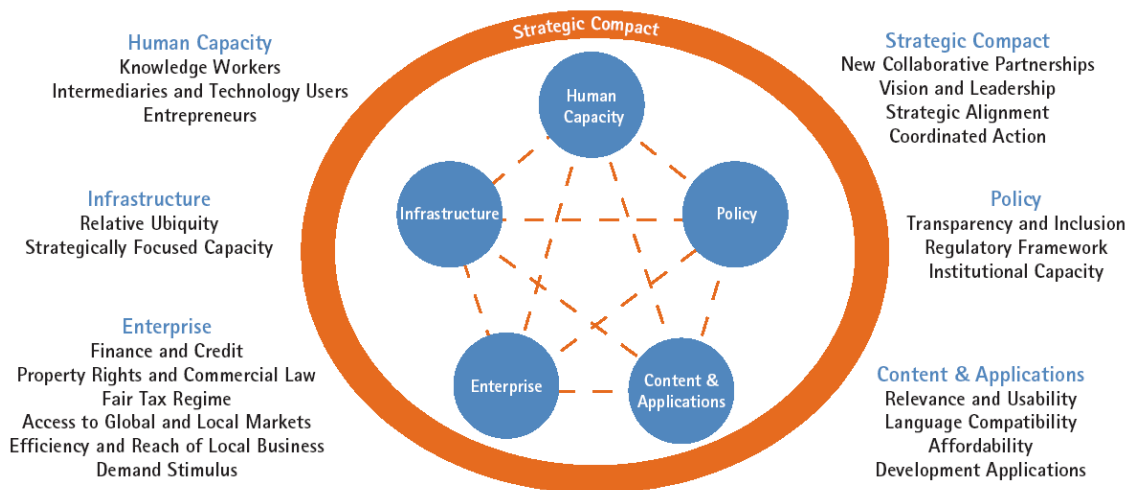 Strategic Compact
Human Capacity
Knowledge Workers
Intermediaries and Technology Users
Entrepreneurs
Infrastructure
Relative Ubiquity
Strategically Focused Capacity
Enterprise
Finance and Credit
Property Rights and Commercial Law
Fair Tax Regime
Access to Global and Local Markets
Efficiency and Reach of Local Business
Demand Stimulus
Human
Capacity
Infrastructure
Policy
Enterprise
Content &
Applications
Strategic Compact
New Collaborative Partnerships
Vision and Leadership
Strategic Alignment
Coordinated Action
Policy
Transparency and Inclusion
Regulatory Framework
Institutional Capacity
Content & Applications
Relevance and Usability
Language Compatibility
Affordability
Development Applications